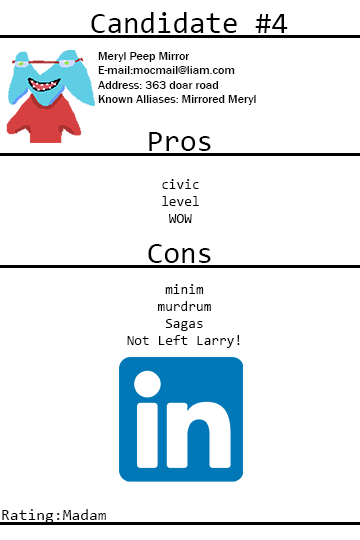 Candidate #4
Meryl Peep Mirror
E-mail:mocmail@liam.com
Address: 363 doar road
Known Alliases: Mirrored Meryl
Pros
civic
level
WOW
Cons
minim
murdrum
Sagas
Not Left Larry!
in
Rating:Madam